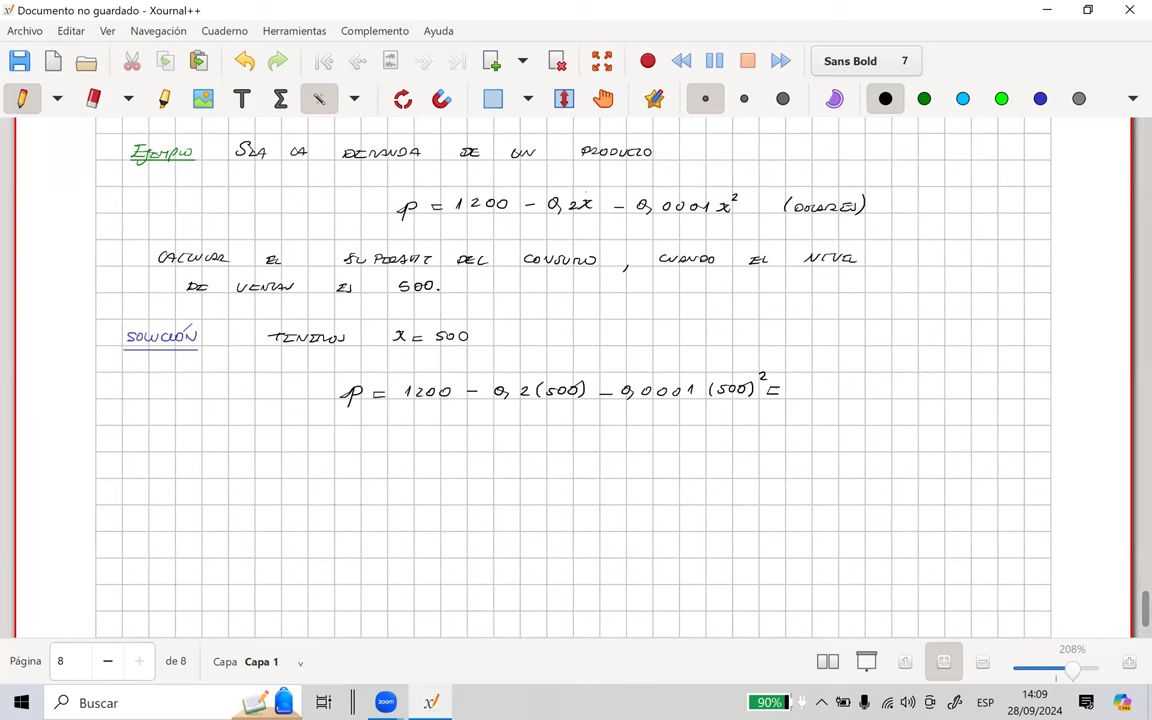 Documento no guardado - Xournal++
Archivo Editar Ver Navegación Cuaderno Herramientas Complemento Ayuda
Sans Bold 7
EJEMPLO SEA LA DEMANDA DE UN PRODUCTO
p = 1200 - 0,2x - 0,0001x² (DOLARES)
CALCULAR EL SUPERAVIT DEL CONSUMO, CUANDO EL NIVEL
DE VENTAS ES 500.
SOLUCIÓN TENEMOS x = 500
p = 1200 - 0,2(500) - 0,0001(500)² =
Página 8 de 8 Capa Capa 1 208%
Buscar zoom 90% ESP 14:09
28/09/2024